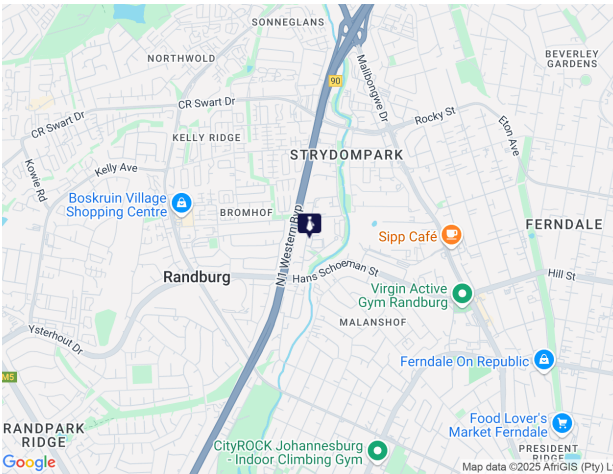 SONNEGLANS
NORTHWOLD
BEVERLEY
GARDENS
90
Malibongwe Dr
CR Swart Dr
Rocky St
CR Swart Dr
Eton Ave
KELLY RIDGE
STRYDOMPARK
Kowie Rd
Kelly Ave
Boskruin Village
Shopping Centre
BROMHOF
N1 Western Byp
Sipp Café
FERNDALE
Randburg
Hans Schoeman St
Hill St
Virgin Active
Gym Randburg
MALANSHOF
Ysterhout Dr
Ferndale On Republic
M5
Food Lover's
Market Ferndale
RANDPARK
RIDGE
CityROCK Johannesburg
- Indoor Climbing Gym
PRESIDENT
RIDGE
Google
Map data ©2025 AfriGIS (Pty) L